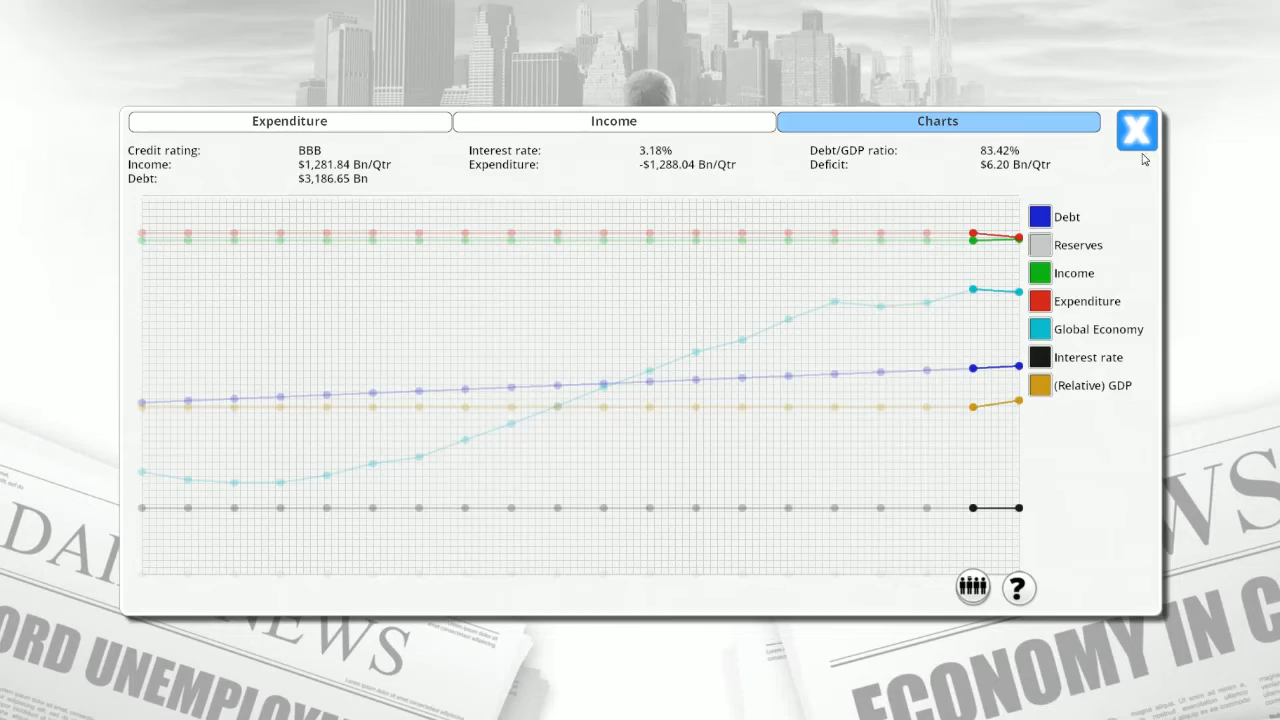 Expenditure Income Charts X
Credit rating: BBB Interest rate: 3.18% Debt/GDP ratio: 83.42%
Income: $1,281.84 Bn/Qtr Expenditure: -$1,288.04 Bn/Qtr Deficit: $6.20 Bn/Qtr
Debt: $3,186.65 Bn
Debt
Reserves
Income
Expenditure
Global Economy
Interest rate
(Relative) GDP
?
NEWS
ECONOMY IN